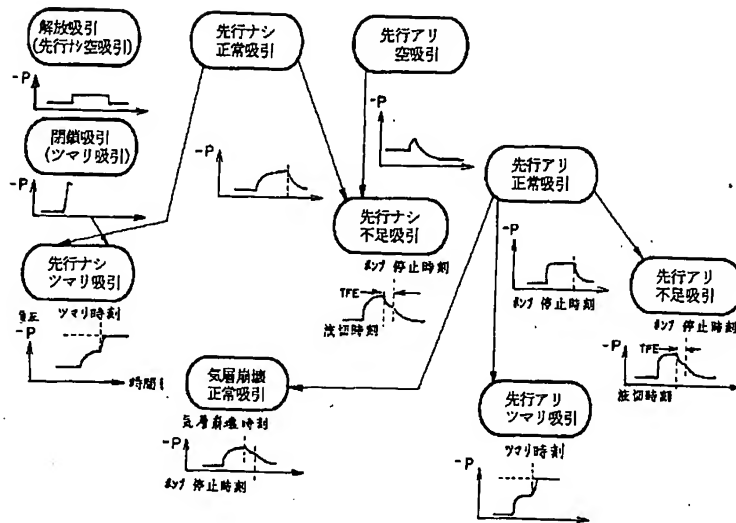 解放吸引
(先行ナシ空吸引)
-P
閉鎖吸引
(ツマリ吸引)
-P
先行ナシ
ツマリ吸引
ツマリ時刻
負圧
-P
時間t
先行ナシ
正常吸引
-P
先行アリ
空吸引
-P
先行ナシ
不足吸引
ポンプ 停止時刻
TFE
液切時刻
気層崩壊
正常吸引
気層崩壊時刻
-P
ポンプ 停止時刻
先行アリ
正常吸引
-P
ポンプ 停止時刻
先行アリ
不足吸引
ポンプ 停止時刻
-P
TFE
液切時刻
先行アリ
ツマリ吸引
ツマリ時刻
-P